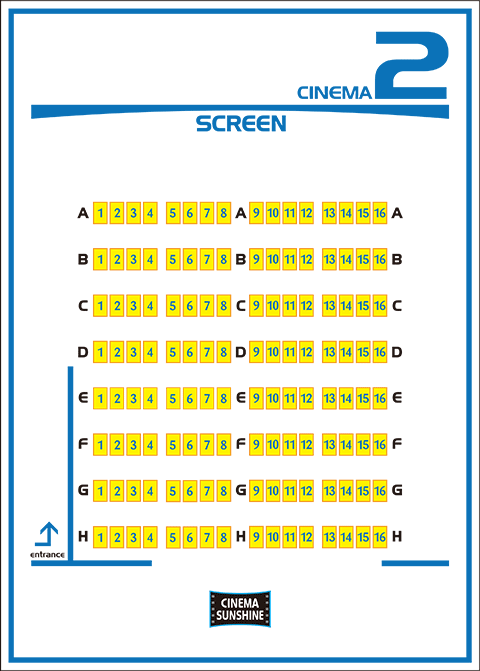 CINEMA 2
SCREEN
A 1 2 3 4 5 6 7 8 A 9 10 11 12 13 14 15 16 A
B 1 2 3 4 5 6 7 8 B 9 10 11 12 13 14 15 16 B
C 1 2 3 4 5 6 7 8 C 9 10 11 12 13 14 15 16 C
D 1 2 3 4 5 6 7 8 D 9 10 11 12 13 14 15 16 D
E 1 2 3 4 5 6 7 8 E 9 10 11 12 13 14 15 16 E
F 1 2 3 4 5 6 7 8 F 9 10 11 12 13 14 15 16 F
G 1 2 3 4 5 6 7 8 G 9 10 11 12 13 14 15 16 G
H 1 2 3 4 5 6 7 8 H 9 10 11 12 13 14 15 16 H
entrance
CINEMA
SUNSHINE